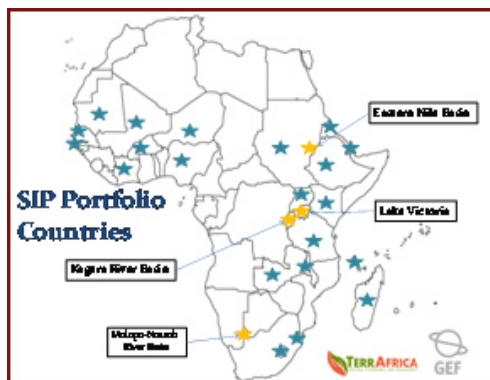 Eastern Nile Basin
SIP Portfolio
Countries
Lake Victoria
Kagera River Basin
Molopo-Nossob
River Basin
TERRAFRICA
GEF